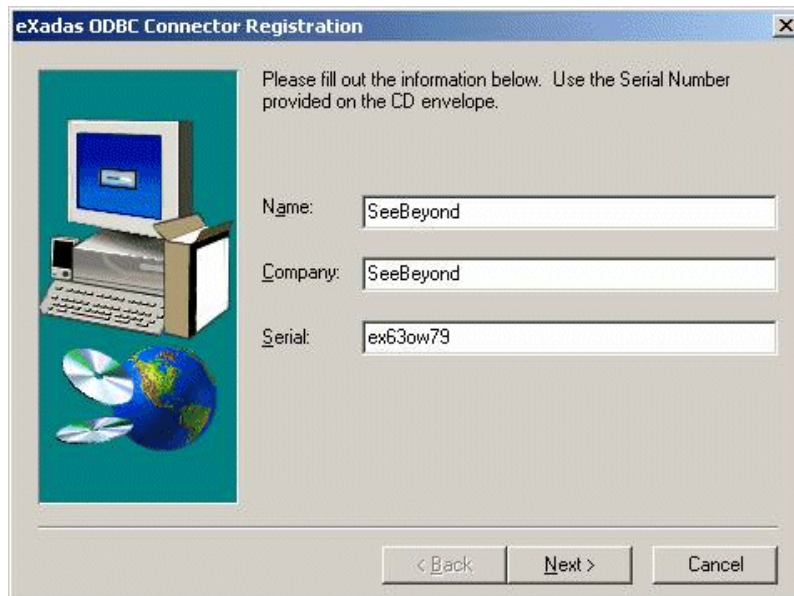 eXadas ODBC Connector Registration
Please fill out the information below. Use the Serial Number
provided on the CD envelope.
Name: SeeBeyond
Company: SeeBeyond
Serial: ex63ow79
< Back Next > Cancel